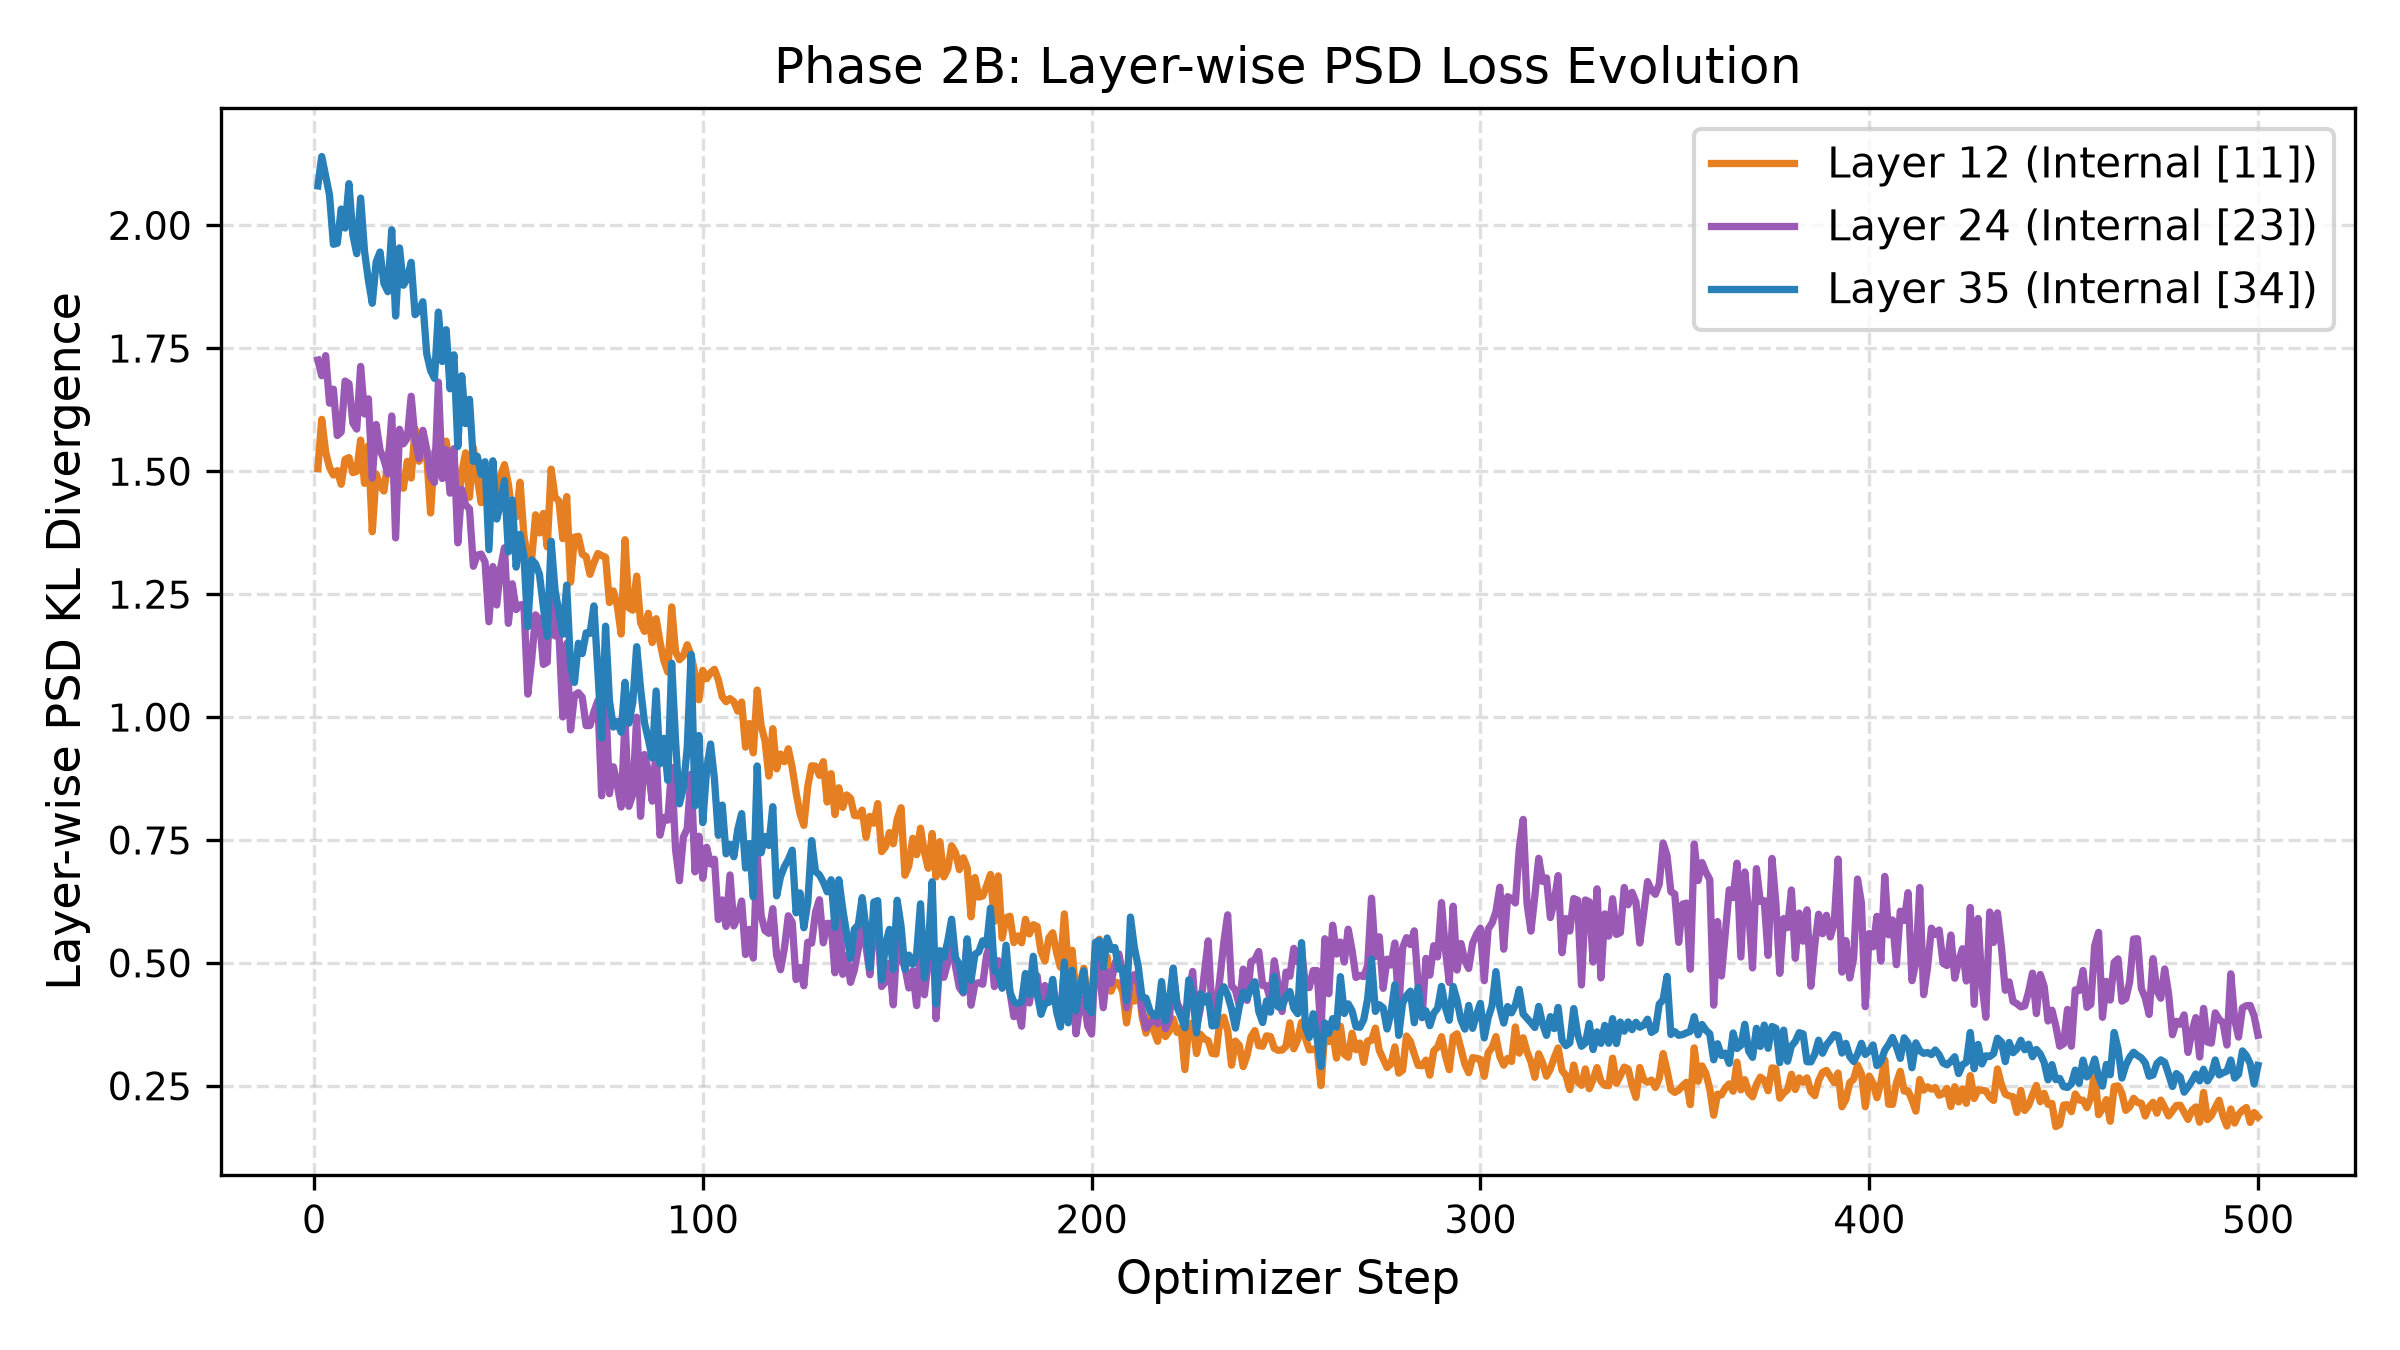 Phase 2B: Layer-wise PSD Loss Evolution
Layer 12 (Internal [11])
Layer 24 (Internal [23])
Layer 35 (Internal [34])
Layer-wise PSD KL Divergence
2.00
1.75
1.50
1.25
1.00
0.75
0.50
0.25
0 100 200 300 400 500
Optimizer Step